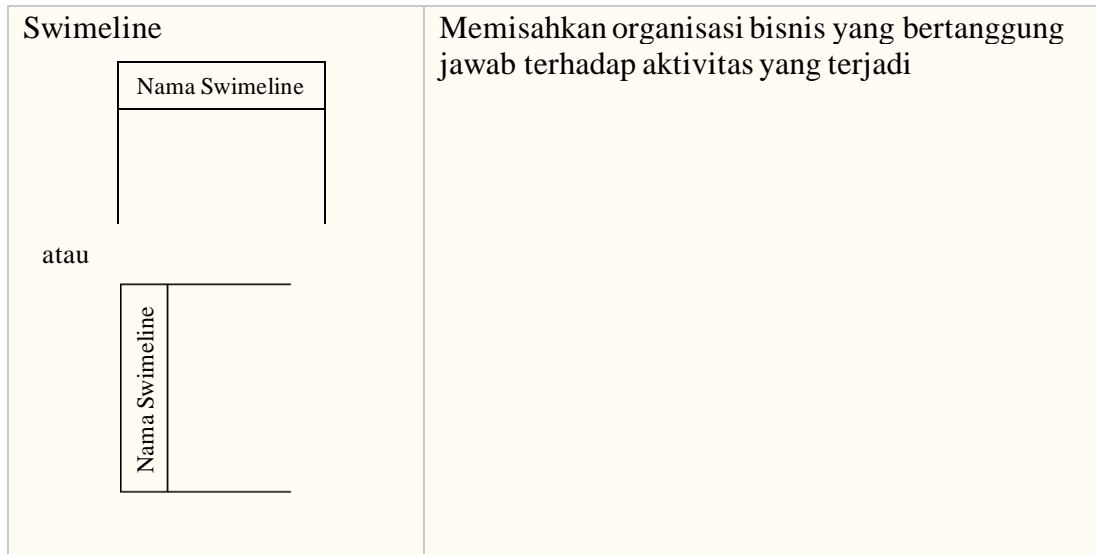 Swimeline
Memisahkan organisasi bisnis yang bertanggung
jawab terhadap aktivitas yang terjadi
Nama Swimeline
atau
Nama Swimeline